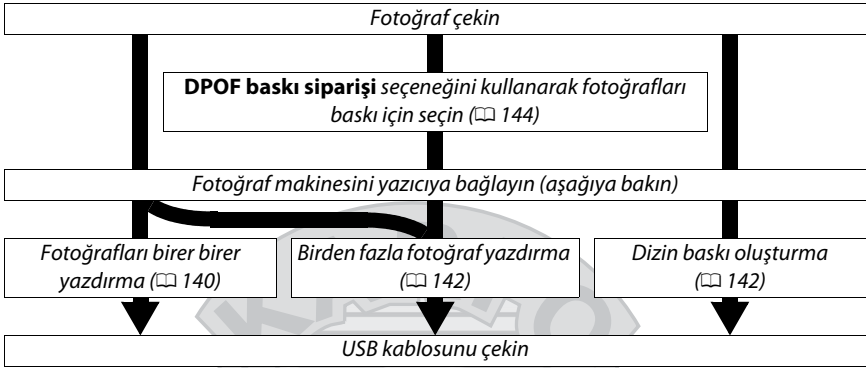 Fotoğraf çekin
DPOF baskı siparişi seçeneğini kullanarak fotoğrafları
baskı için seçin (🕮 144)
Fotoğraf makinesini yazıcıya bağlayın (aşağıya bakın)
Fotoğrafları birer birer
yazdırma (🕮 140)
Birden fazla fotoğraf yazdırma
(🕮 142)
Dizin baskı oluşturma
(🕮 142)
USB kablosunu çekin